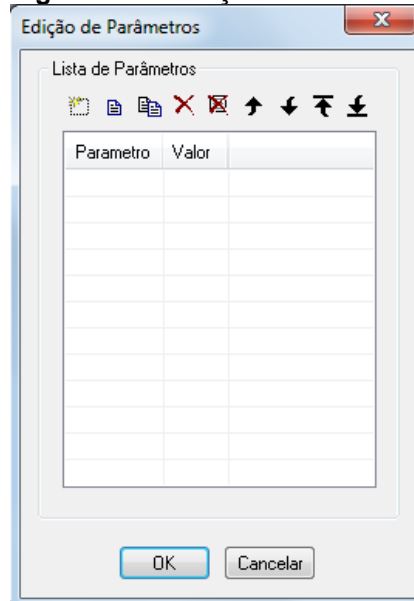 Edição de Parâmetros
Lista de Parâmetros
Parametro Valor
OK Cancelar